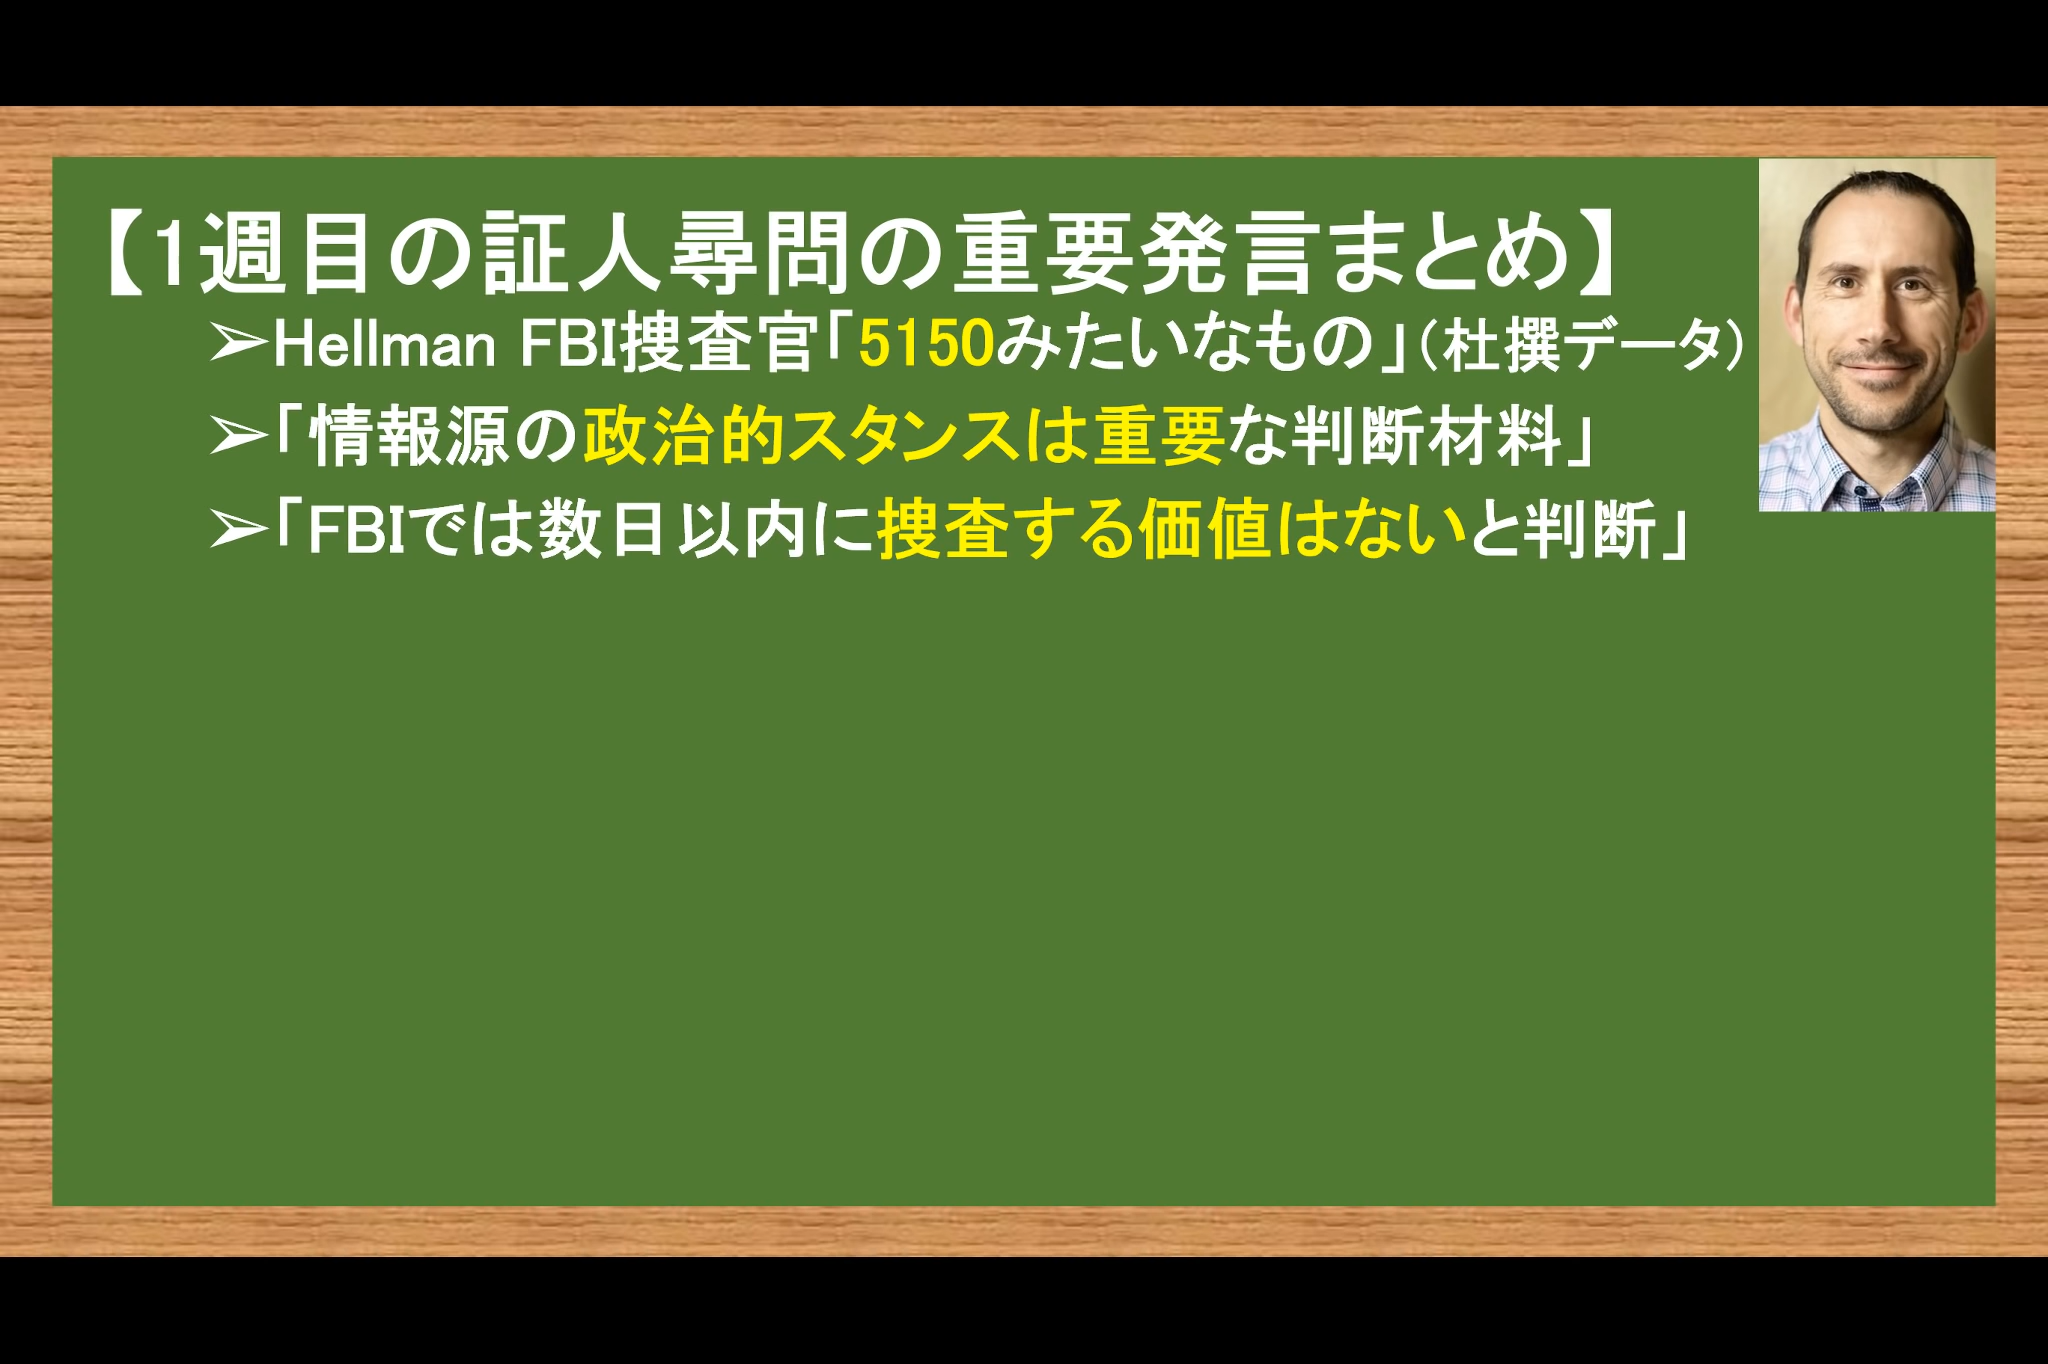 【1週目の証人尋問の重要発言まとめ】
➢Hellman FBI捜査官「5150みたいなもの」（杜撰データ）
➢「情報源の政治的スタンスは重要な判断材料」
➢「FBIでは数日以内に捜査する価値はないと判断」